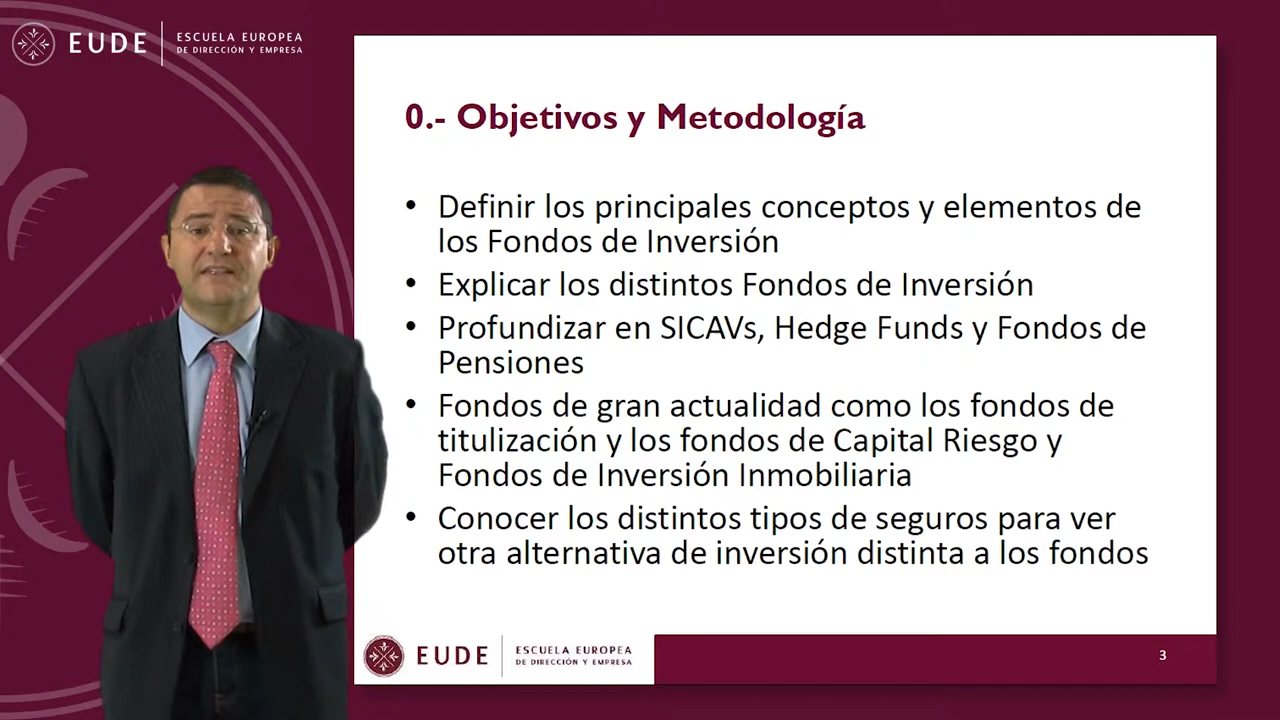 EUDE
ESCUELA EUROPEA
DE DIRECCIÓN Y EMPRESA
0.- Objetivos y Metodología
• Definir los principales conceptos y elementos de
los Fondos de Inversión
• Explicar los distintos Fondos de Inversión
• Profundizar en SICAVs, Hedge Funds y Fondos de
Pensiones
• Fondos de gran actualidad como los fondos de
titulización y los fondos de Capital Riesgo y
Fondos de Inversión Inmobiliaria
• Conocer los distintos tipos de seguros para ver
otra alternativa de inversión distinta a los fondos
EUDE
ESCUELA EUROPEA
DE DIRECCIÓN Y EMPRESA
3